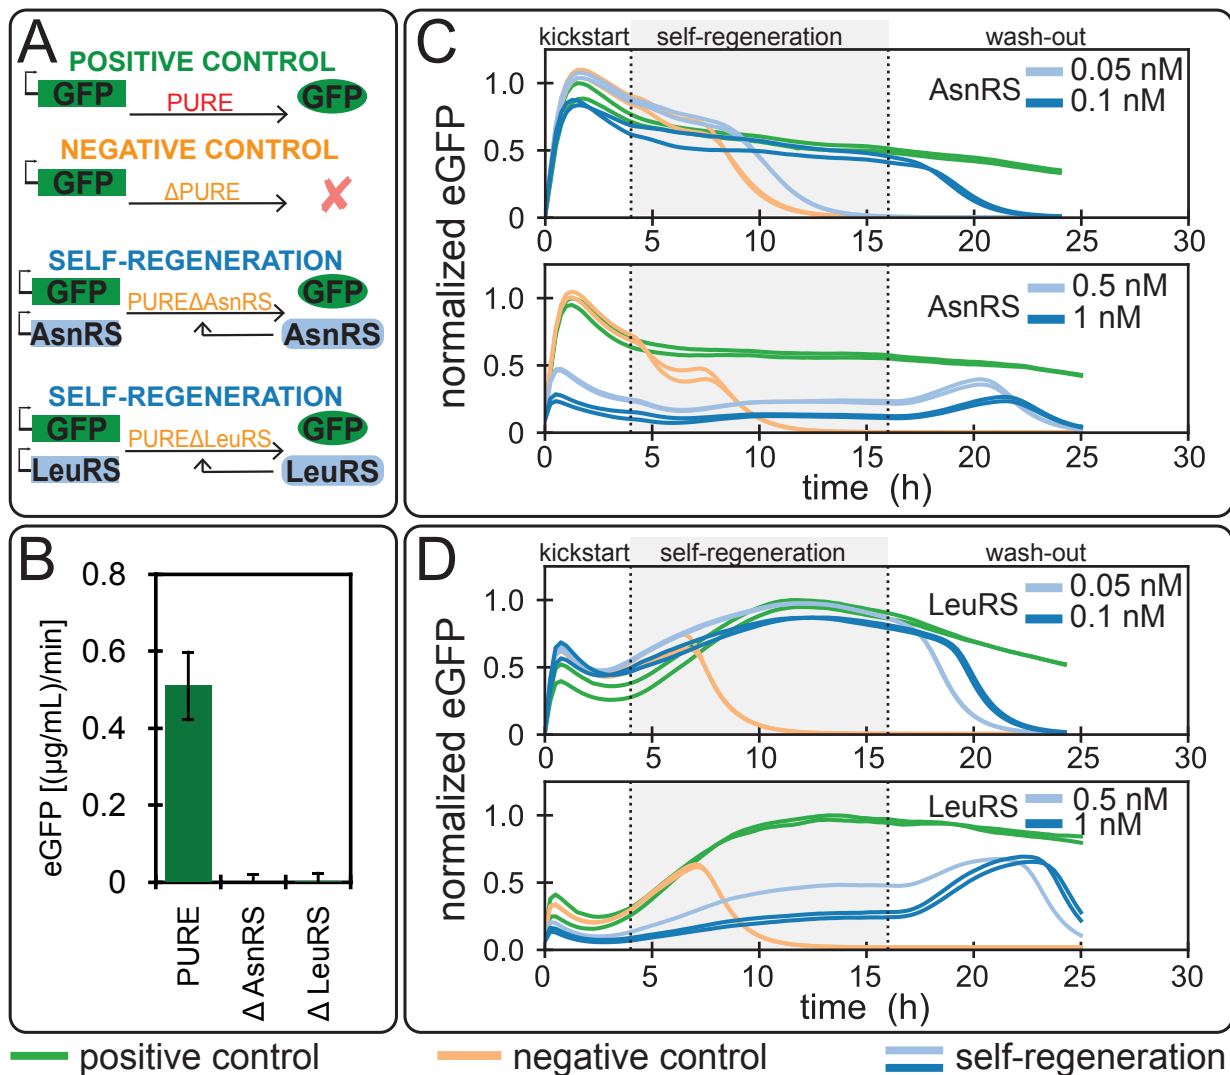 A
POSITIVE CONTROL
GFP
PURE
GFP
NEGATIVE CONTROL
GFP
ΔPURE
SELF-REGENERATION
GFP
PUREΔAsnRS
GFP
AsnRS
AsnRS
SELF-REGENERATION
GFP
PUREΔLeuRS
GFP
LeuRS
LeuRS
B
eGFP [(µg/mL)/min]
0.8
0.6
0.4
0.2
0
PURE
Δ AsnRS
Δ LeuRS
C
kickstart self-regeneration wash-out
normalized eGFP
1.0
0.5
0
AsnRS
0.05 nM
0.1 nM
0 5 10 15 20 25 30
1.0
0.5
0
AsnRS
0.5 nM
1 nM
0 5 10 15 20 25 30
time (h)
D
kickstart self-regeneration wash-out
normalized eGFP
1.0
0.5
0
LeuRS
0.05 nM
0.1 nM
0 5 10 15 20 25 30
1.0
0.5
0.0
LeuRS
0.5 nM
1 nM
0 5 10 15 20 25 30
time (h)
positive control negative control self-regeneration